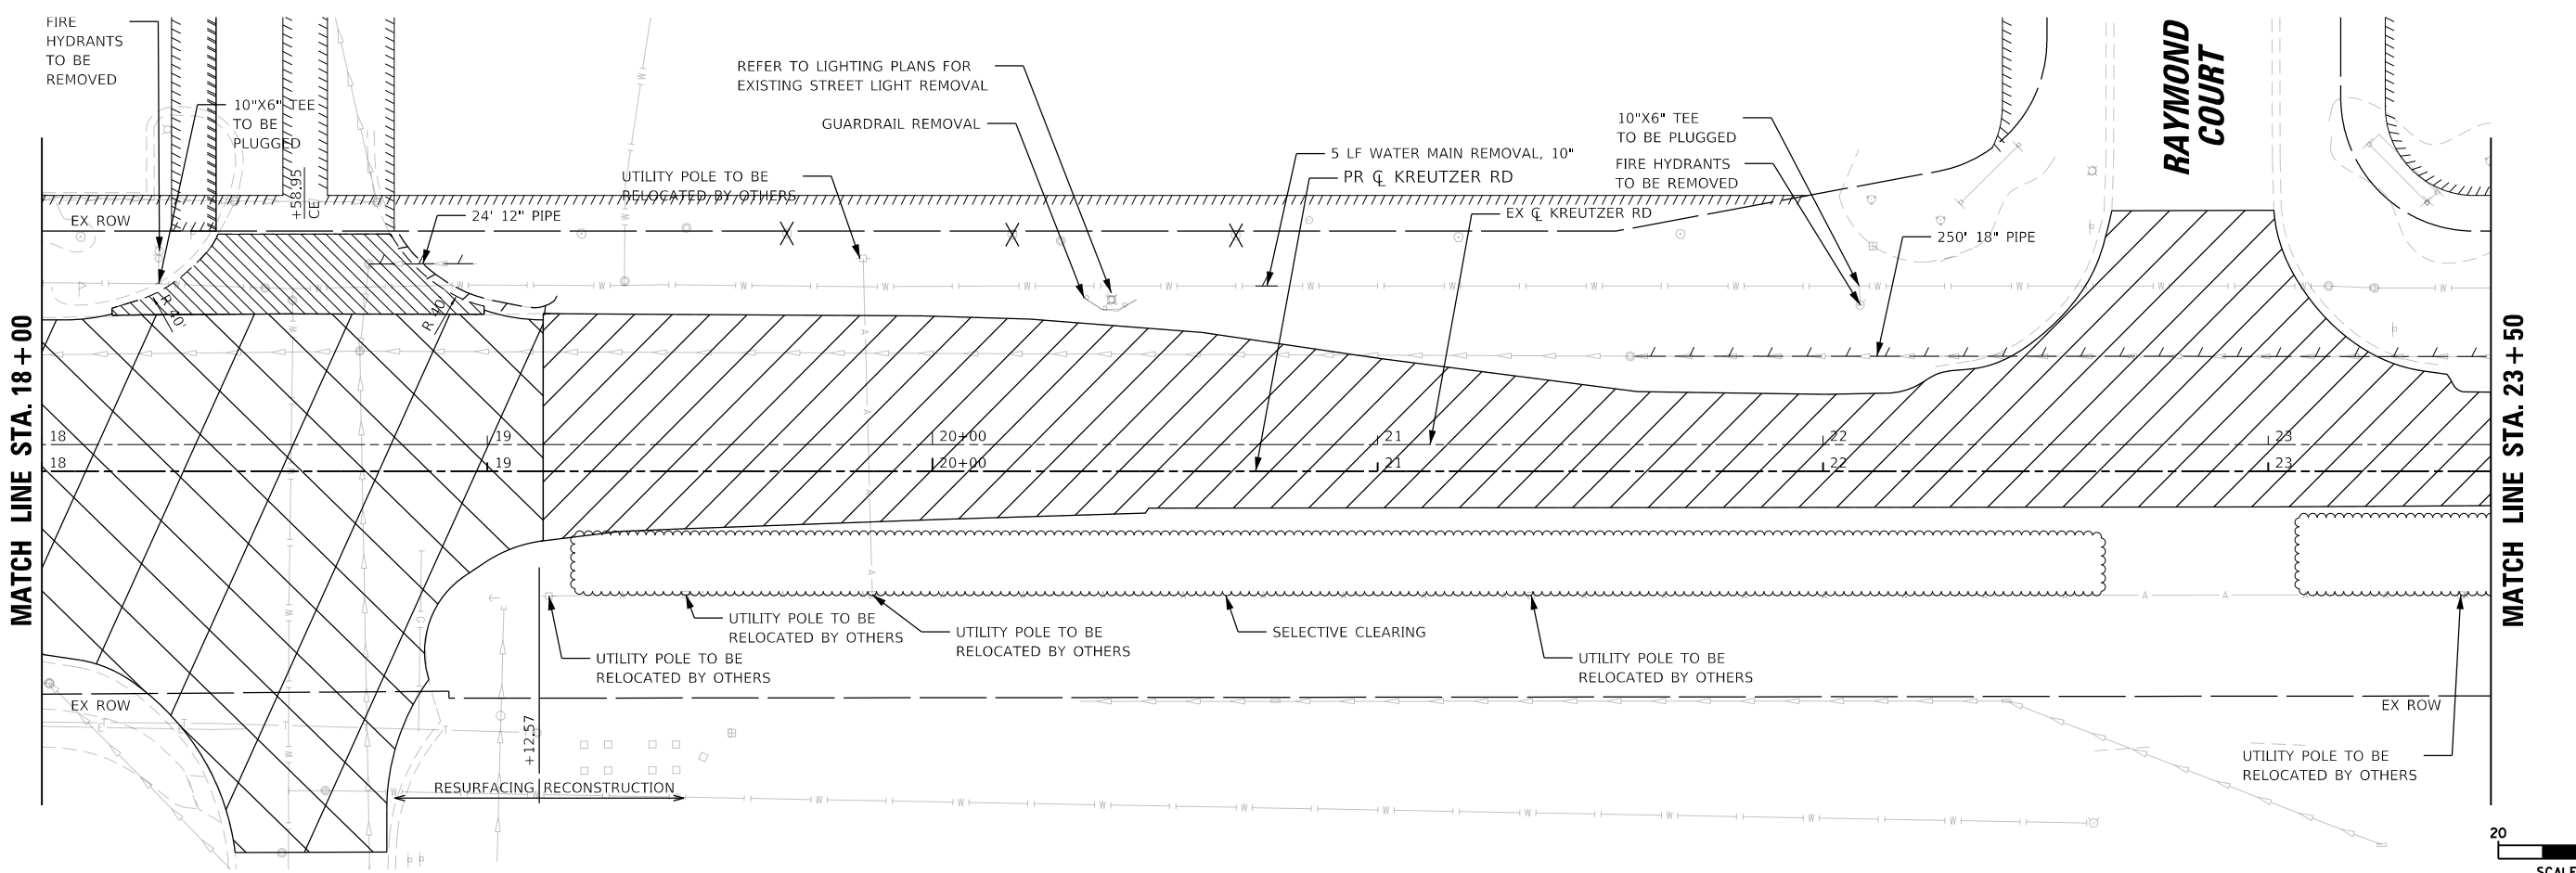 FIRE
HYDRANTS
TO BE
REMOVED
10"X6" TEE
TO BE
PLUGGED
+58.95
CE
EX ROW
24' 12" PIPE
R 40'
R 40'
REFER TO LIGHTING PLANS FOR
EXISTING STREET LIGHT REMOVAL
GUARDRAIL REMOVAL
UTILITY POLE TO BE
RELOCATED BY OTHERS
5 LF WATER MAIN REMOVAL, 10"
PR ℄ KREUTZER RD
EX ℄ KREUTZER RD
10"X6" TEE
TO BE PLUGGED
FIRE HYDRANTS
TO BE REMOVED
250' 18" PIPE
RAYMOND
COURT
MATCH LINE STA. 18+00
MATCH LINE STA. 23+50
18 19 20+00 21 22 23
18 19 20+00 21 22 23
UTILITY POLE TO BE
RELOCATED BY OTHERS
UTILITY POLE TO BE
RELOCATED BY OTHERS
UTILITY POLE TO BE
RELOCATED BY OTHERS
SELECTIVE CLEARING
UTILITY POLE TO BE
RELOCATED BY OTHERS
EX ROW
EX ROW
+12.57
RESURFACING RECONSTRUCTION
UTILITY POLE TO BE
RELOCATED BY OTHERS
20
SCALE